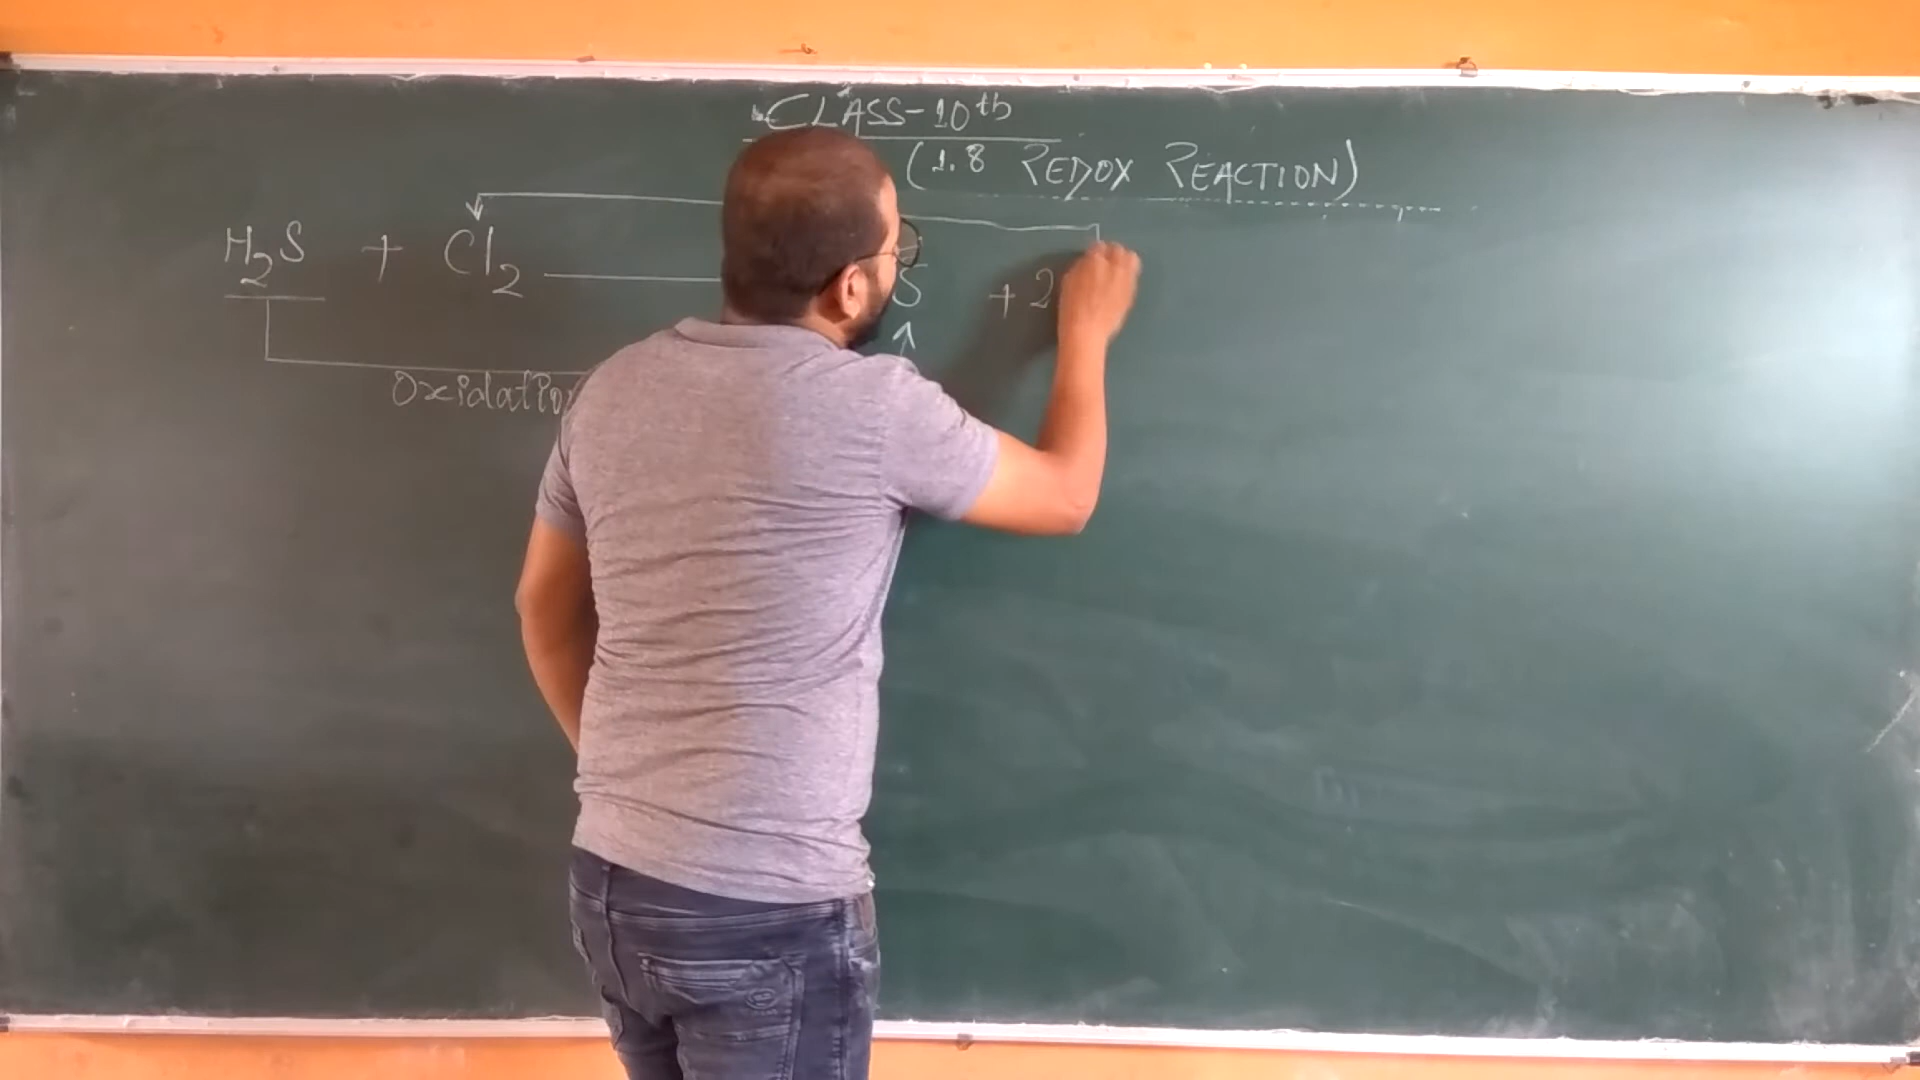 CLASS-10th
(1.8 REDOX REACTION)
H₂S + Cl₂ S + 2
Oxidation